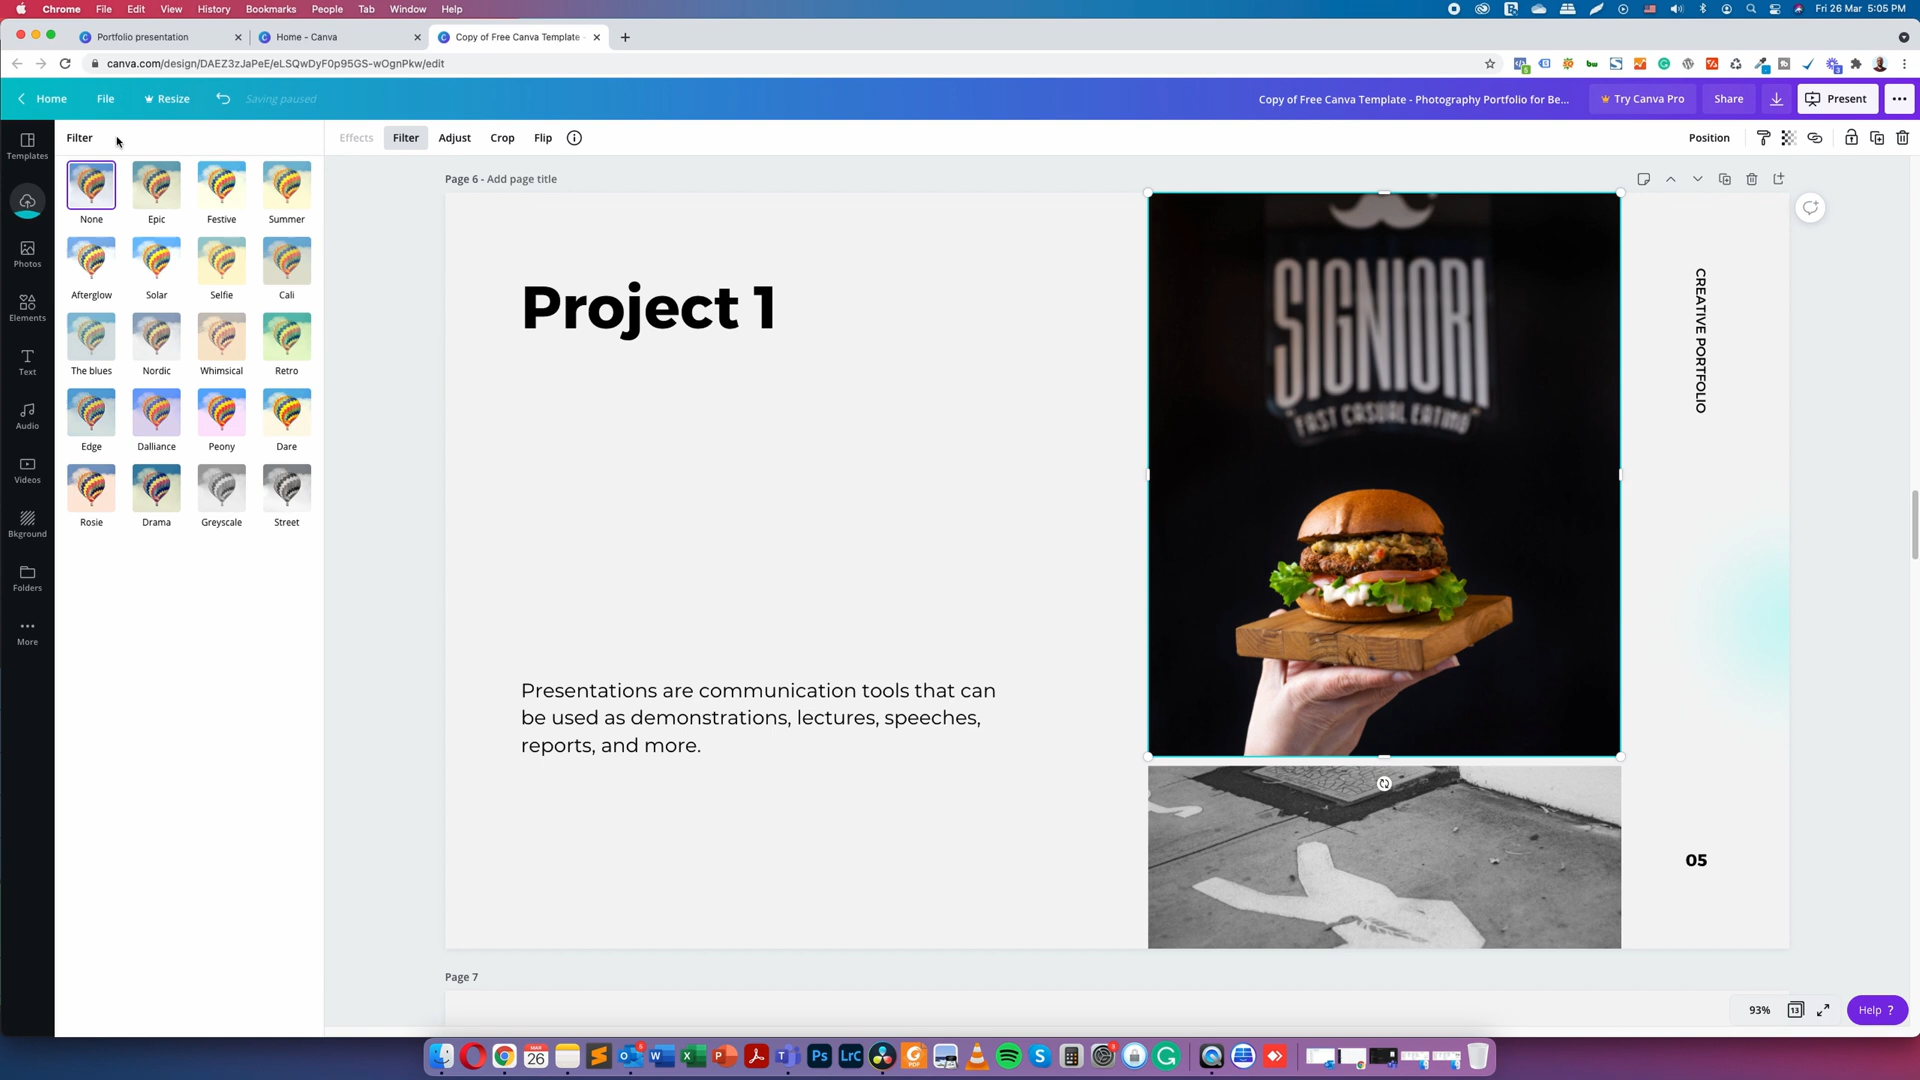 Chrome File Edit View History Bookmarks People Tab Window Help
Fri 26 Mar 5:05 PM
Portfolio presentation
Home - Canva
Copy of Free Canva Template -
canva.com/design/DAEZ3zJaPeE/eLSQwDyF0p95GS-wOgnPkw/edit
Home File Resize Saving paused
Copy of Free Canva Template - Photography Portfolio for Be... Try Canva Pro Share Present
Templates
Photos
Elements
Text
Audio
Videos
Bkground
Folders
More
Filter
None Epic Festive Summer
Afterglow Solar Selfie Cali
The blues Nordic Whimsical Retro
Edge Dalliance Peony Dare
Rosie Drama Greyscale Street
Effects Filter Adjust Crop Flip
Position
Page 6 - Add page title
Project 1
Presentations are communication tools that can
be used as demonstrations, lectures, speeches,
reports, and more.
SIGNIORI
"FAST CASUAL EATING"
CREATIVE PORTFOLIO
05
Page 7
93% 13 Help ?
MAR
26
W X P Ps LrC
PDF